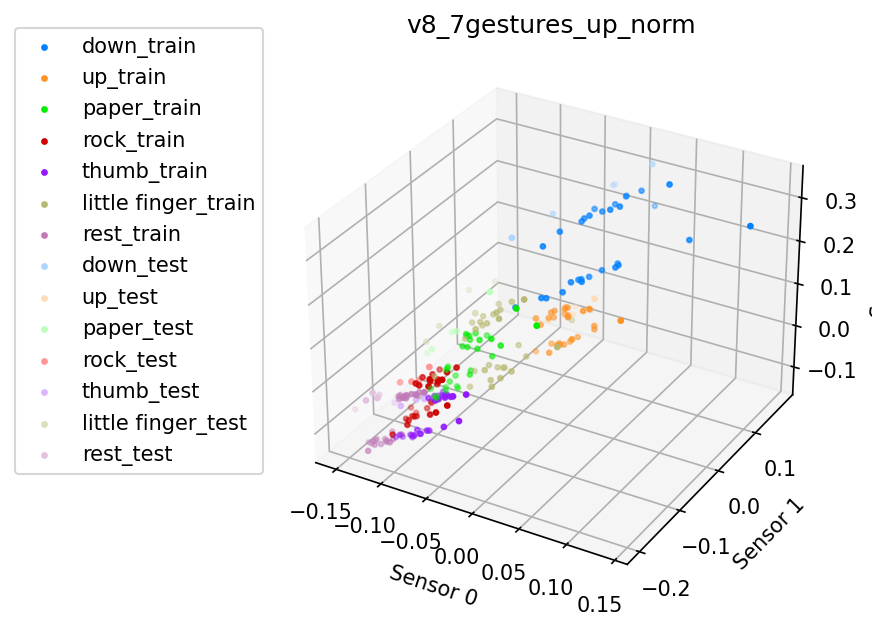 v8_7gestures_up_norm
down_train
up_train
paper_train
rock_train
thumb_train
little finger_train
rest_train
down_test
up_test
paper_test
rock_test
thumb_test
little finger_test
rest_test
0.3
0.2
0.1
0.0
−0.1
0.1
0.0
−0.1
−0.2
Sensor 1
−0.15
−0.10
−0.05
0.00
0.05
0.10
0.15
Sensor 0